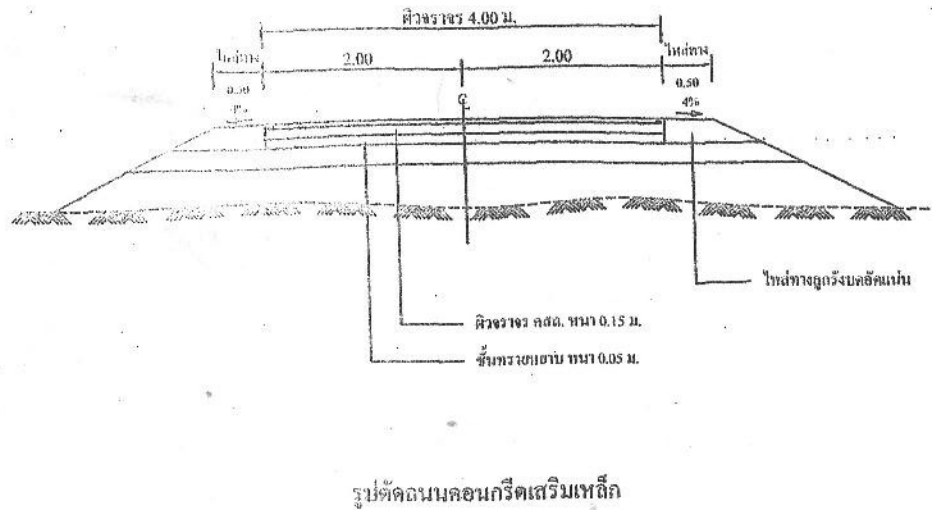 ผิวจราจร 4.00 ม.
ไหล่ทาง 2.00 2.00 ไหล่ทาง
0.50 0.50
4% 4%
ไหล่ทางลูกรังบดอัดแน่น
ผิวจราจร คสล. หนา 0.15 ม.
ชั้นทรายหยาบ หนา 0.05 ม.
รูปตัดถนนคอนกรีตเสริมเหล็ก